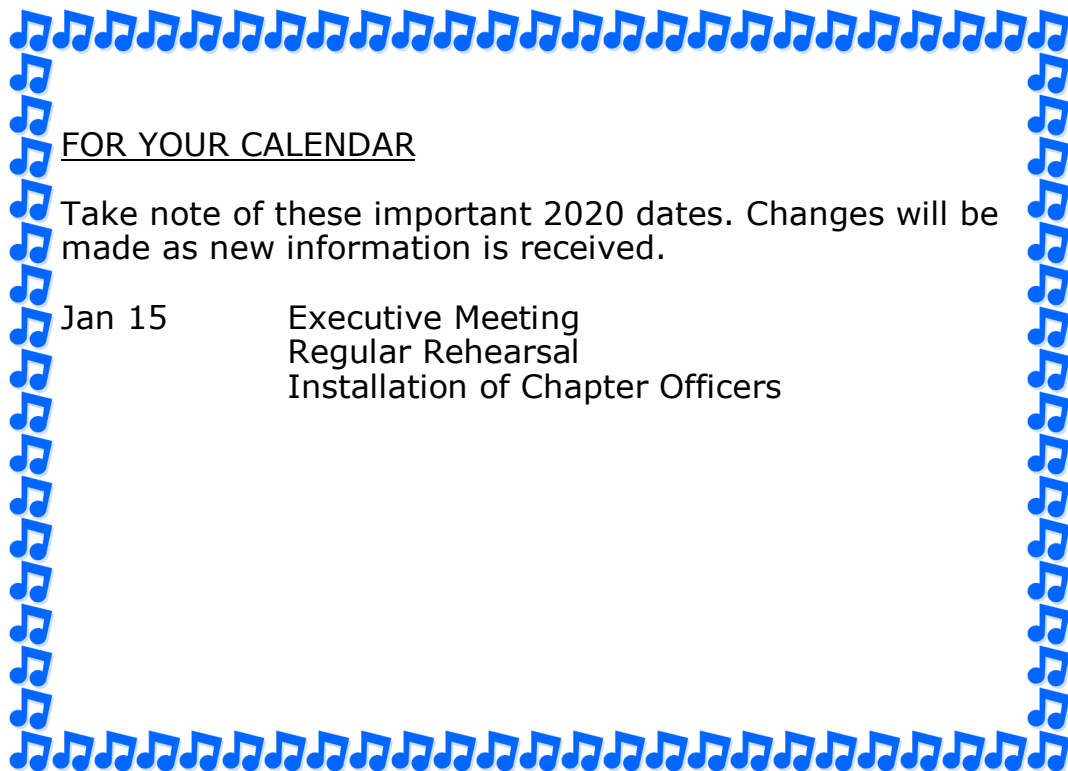 FOR YOUR CALENDAR
Take note of these important 2020 dates. Changes will be
made as new information is received.
Jan 15 Executive Meeting
Regular Rehearsal
Installation of Chapter Officers